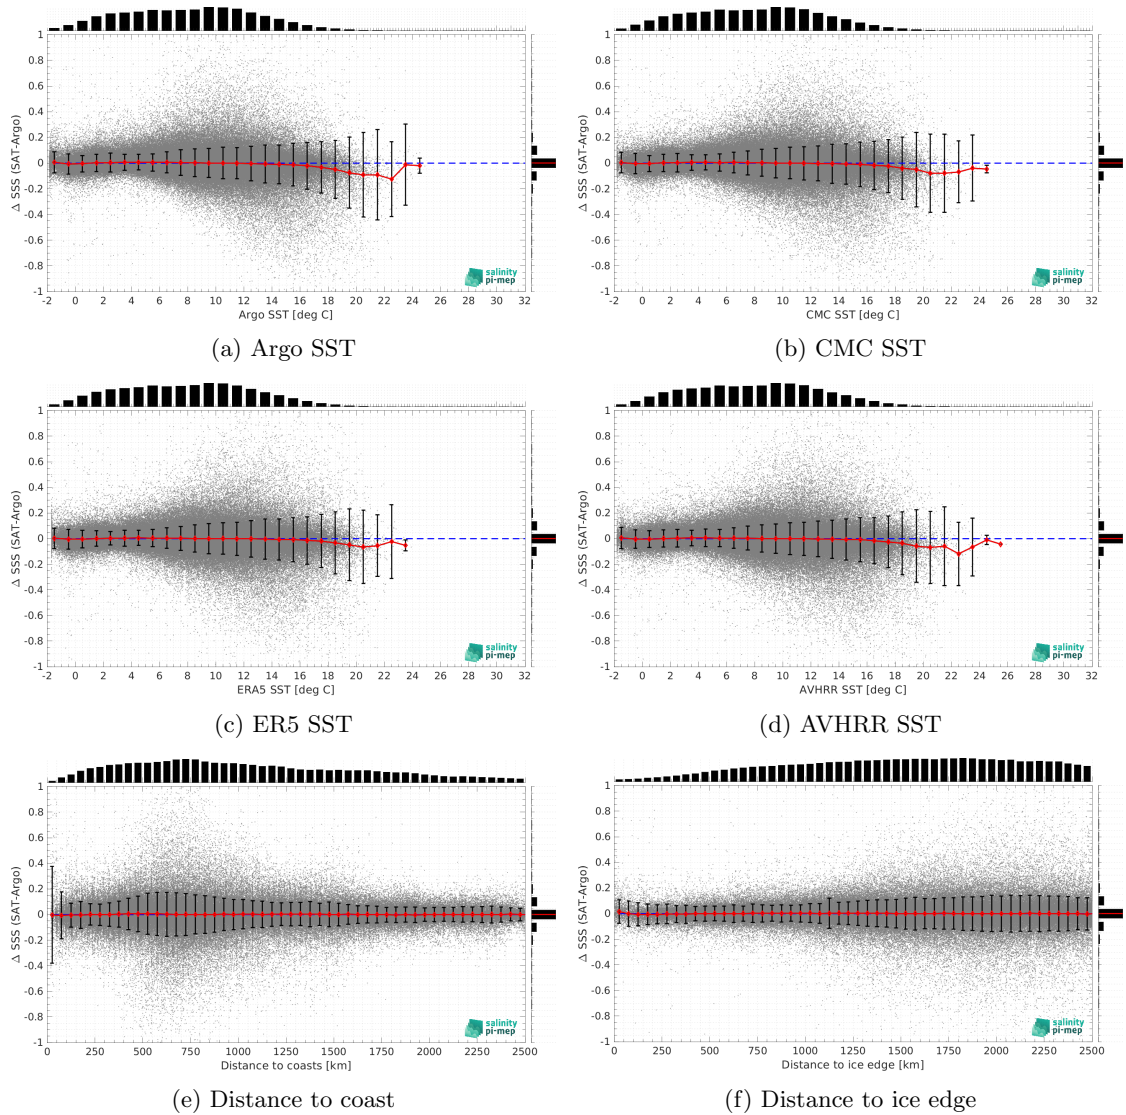 1
0.8
0.6
0.4
0.2
0
-0.2
-0.4
-0.6
-0.8
-1
Δ SSS (SAT-Argo)
-2 0 2 4 6 8 10 12 14 16 18 20 22 24 26 28 30 32
Argo SST [deg C]
salinity
pi-mep
(a) Argo SST
1
0.8
0.6
0.4
0.2
0
-0.2
-0.4
-0.6
-0.8
-1
Δ SSS (SAT-Argo)
-2 0 2 4 6 8 10 12 14 16 18 20 22 24 26 28 30 32
CMC SST [deg C]
salinity
pi-mep
(b) CMC SST
1
0.8
0.6
0.4
0.2
0
-0.2
-0.4
-0.6
-0.8
-1
Δ SSS (SAT-Argo)
-2 0 2 4 6 8 10 12 14 16 18 20 22 24 26 28 30 32
ERA5 SST [deg C]
salinity
pi-mep
(c) ER5 SST
1
0.8
0.6
0.4
0.2
0
-0.2
-0.4
-0.6
-0.8
-1
Δ SSS (SAT-Argo)
-2 0 2 4 6 8 10 12 14 16 18 20 22 24 26 28 30 32
AVHRR SST [deg C]
salinity
pi-mep
(d) AVHRR SST
1
0.8
0.6
0.4
0.2
0
-0.2
-0.4
-0.6
-0.8
-1
Δ SSS (SAT-Argo)
0 250 500 750 1000 1250 1500 1750 2000 2250 2500
Distance to coasts [km]
salinity
pi-mep
(e) Distance to coast
1
0.8
0.6
0.4
0.2
0
-0.2
-0.4
-0.6
-0.8
-1
Δ SSS (SAT-Argo)
0 250 500 750 1000 1250 1500 1750 2000 2250 2500
Distance to ice edge [km]
salinity
pi-mep
(f) Distance to ice edge